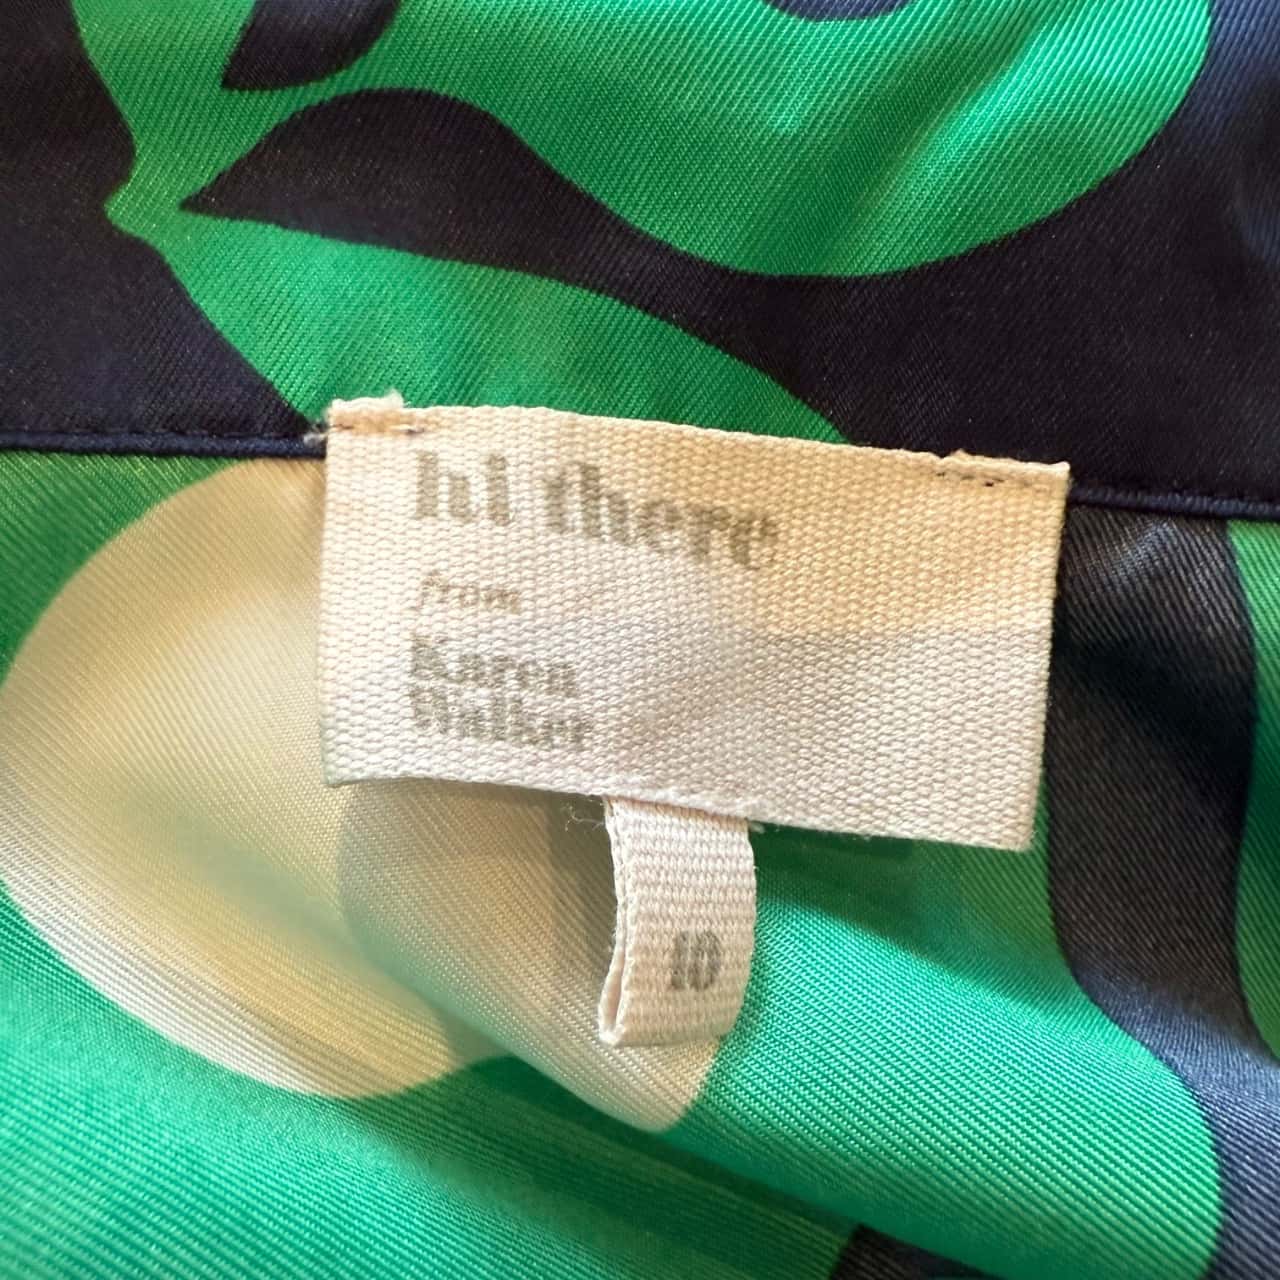 hi there
from
Karen
Walker
10